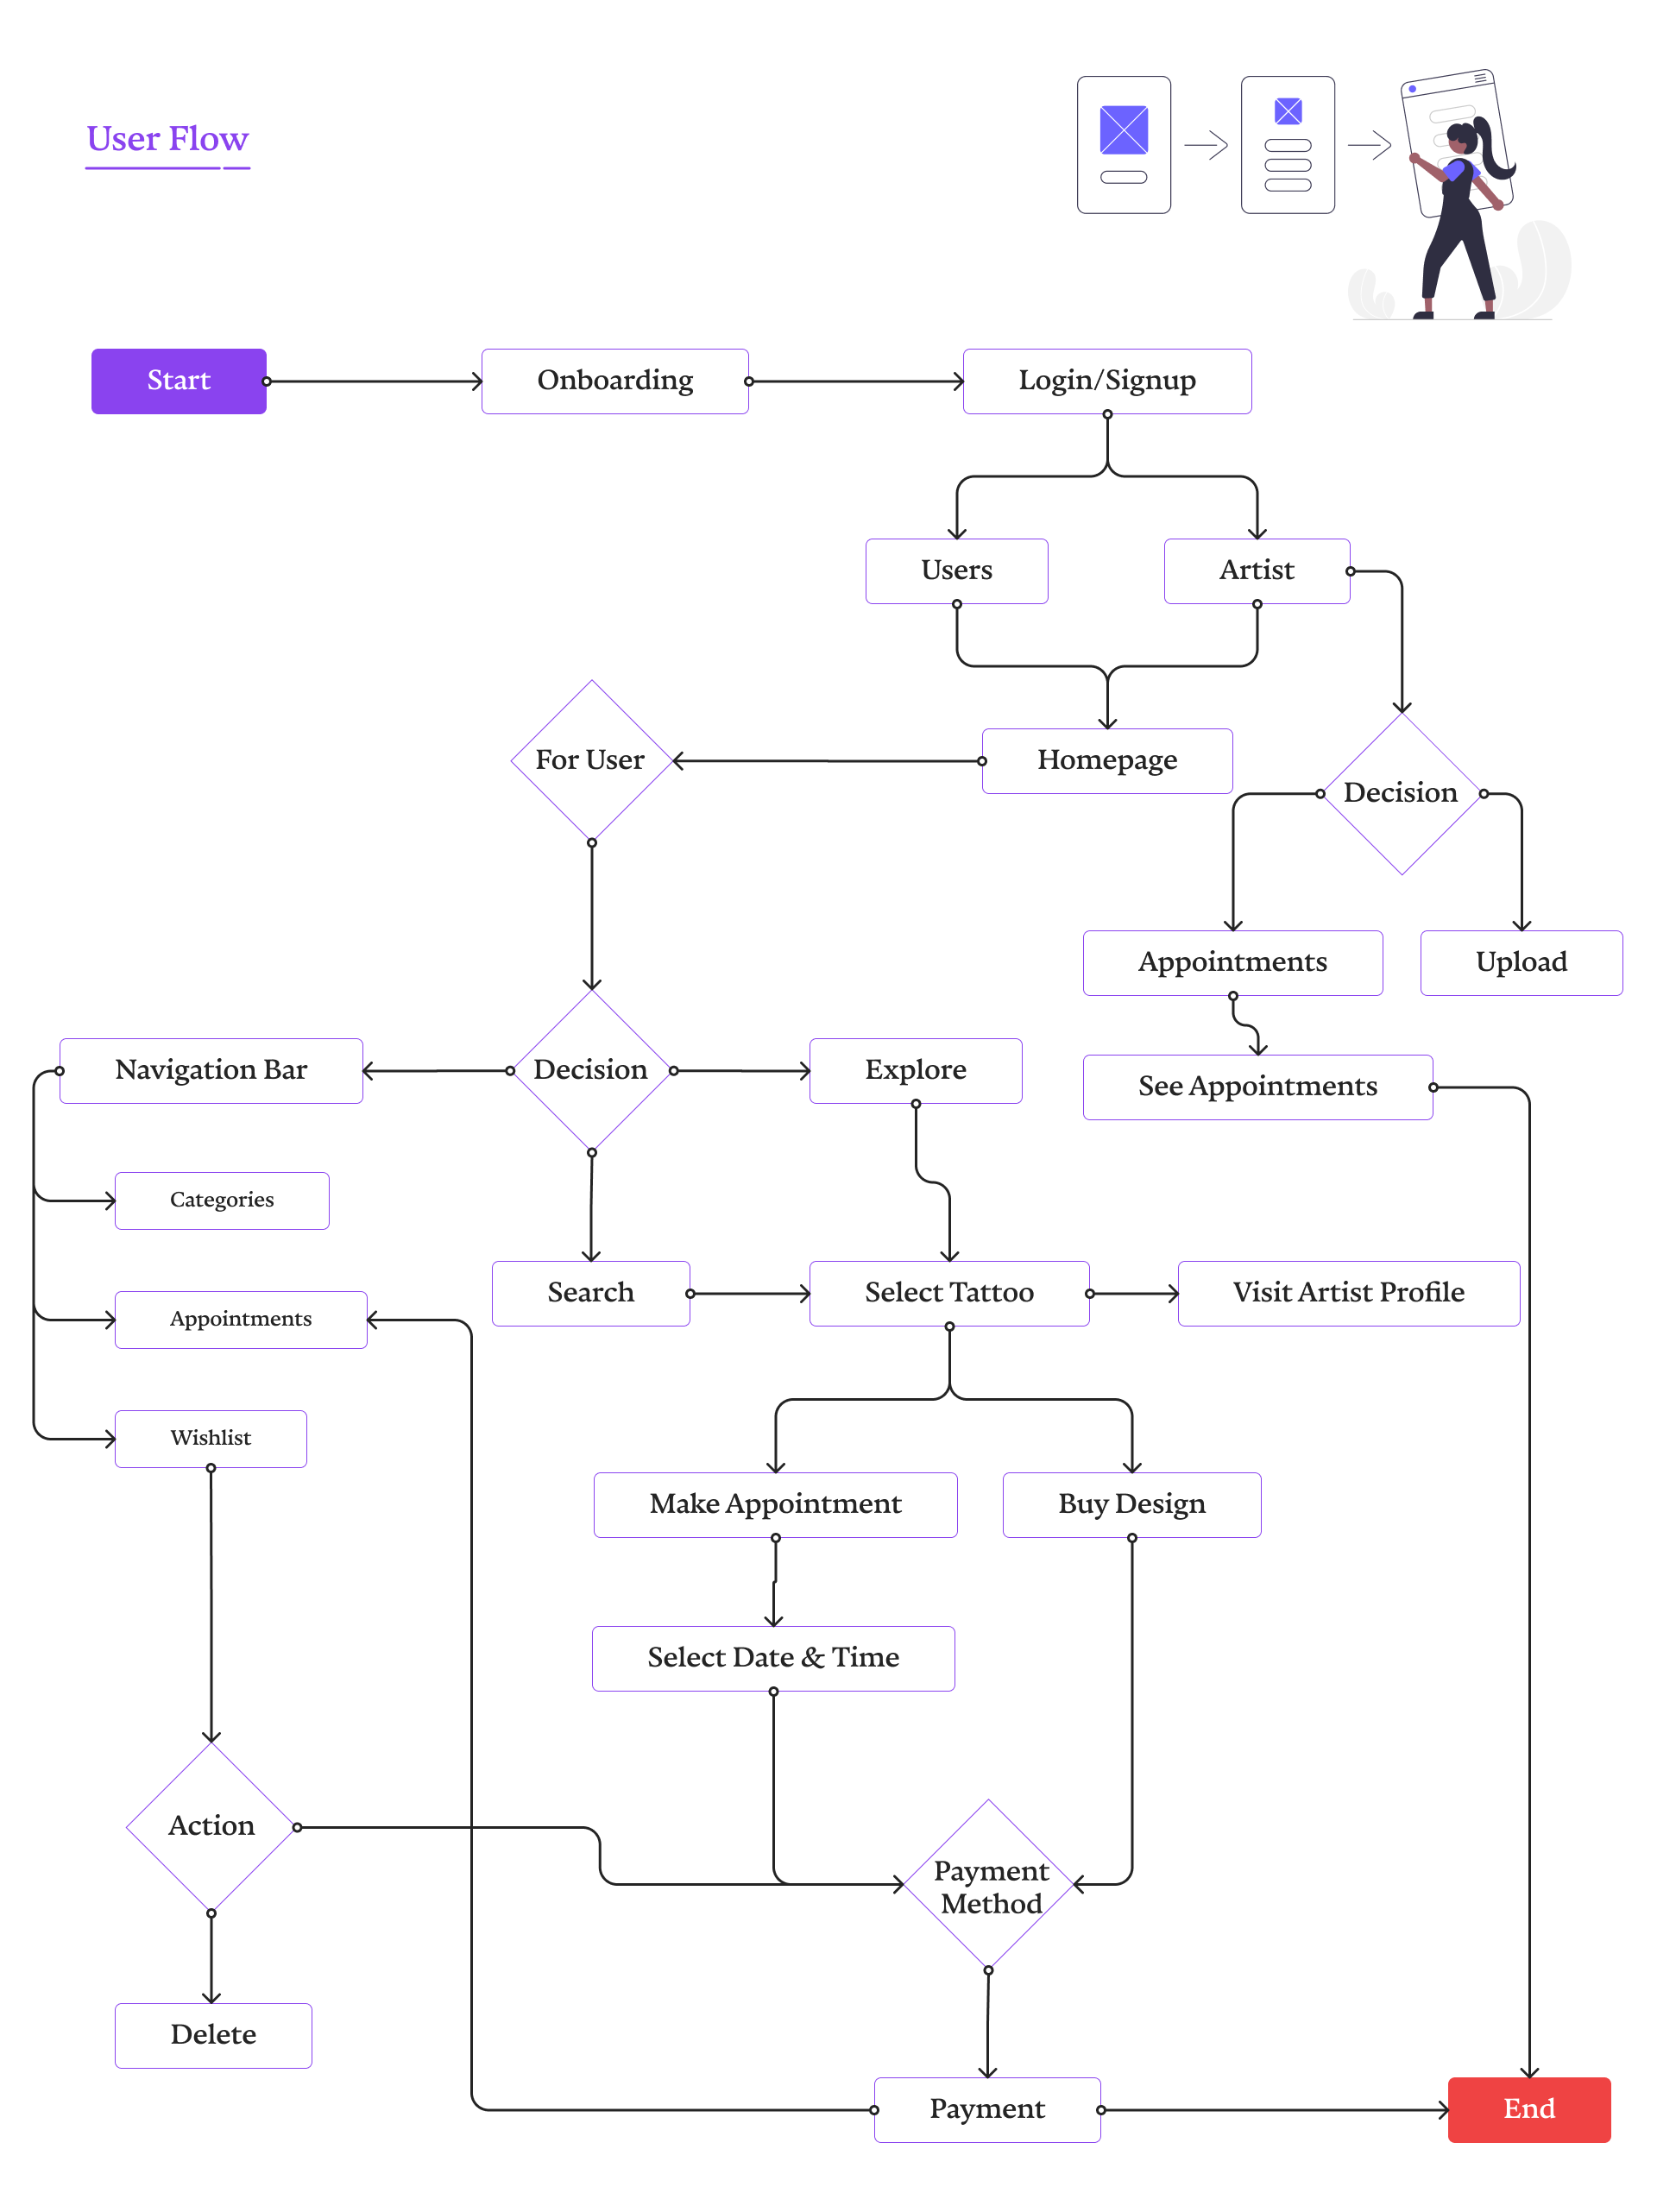 User Flow
Start
Onboarding
Login/Signup
Users
Artist
For User
Homepage
Decision
Appointments
Upload
Navigation Bar
Decision
Explore
See Appointments
Categories
Search
Select Tattoo
Visit Artist Profile
Appointments
Wishlist
Make Appointment
Buy Design
Select Date & Time
Action
Payment
Method
Delete
Payment
End